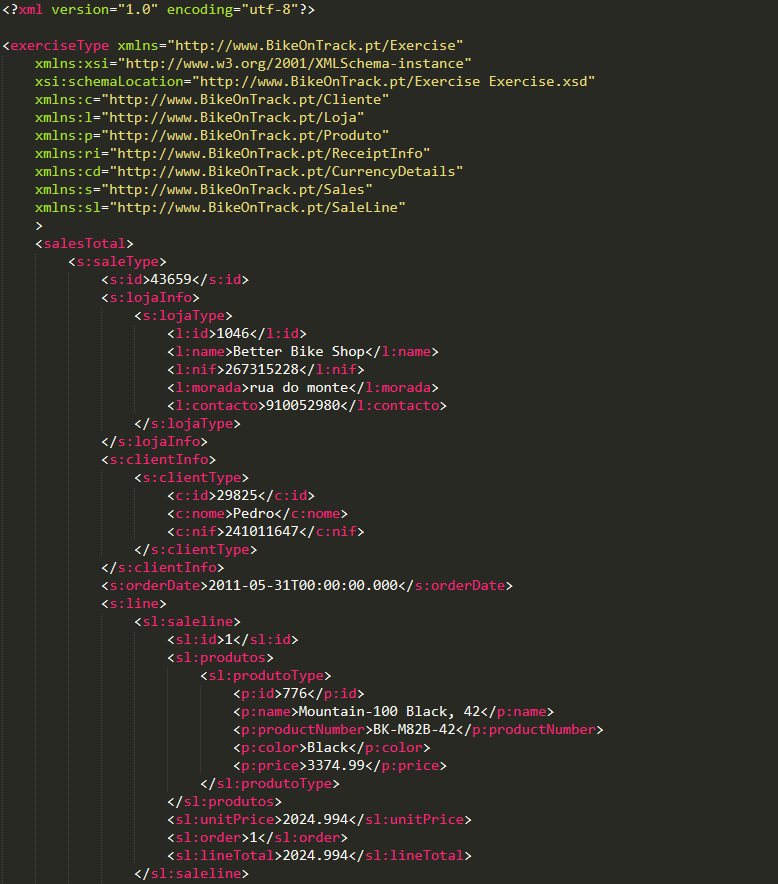 <?xml version="1.0" encoding="utf-8"?>
<exerciseType xmlns="http://www.BikeOnTrack.pt/Exercise"
xmlns:xsi="http://www.w3.org/2001/XMLSchema-instance"
xsi:schemaLocation="http://www.BikeOnTrack.pt/Exercise Exercise.xsd"
xmlns:c="http://www.BikeOnTrack.pt/Cliente"
xmlns:l="http://www.BikeOnTrack.pt/Loja"
xmlns:p="http://www.BikeOnTrack.pt/Produto"
xmlns:ri="http://www.BikeOnTrack.pt/ReceiptInfo"
xmlns:cd="http://www.BikeOnTrack.pt/CurrencyDetails"
xmlns:s="http://www.BikeOnTrack.pt/Sales"
xmlns:sl="http://www.BikeOnTrack.pt/SaleLine"
>
<salesTotal>
<s:saleType>
<s:id>43659</s:id>
<s:lojaInfo>
<s:lojaType>
<l:id>1046</l:id>
<l:name>Better Bike Shop</l:name>
<l:nif>267315228</l:nif>
<l:morada>rua do monte</l:morada>
<l:contacto>910052980</l:contacto>
</s:lojaType>
</s:lojaInfo>
<s:clientInfo>
<s:clientType>
<c:id>29825</c:id>
<c:nome>Pedro</c:nome>
<c:nif>241011647</c:nif>
</s:clientType>
</s:clientInfo>
<s:orderDate>2011-05-31T00:00:00.000</s:orderDate>
<s:line>
<sl:saleline>
<sl:id>1</sl:id>
<sl:produtos>
<sl:produtoType>
<p:id>776</p:id>
<p:name>Mountain-100 Black, 42</p:name>
<p:productNumber>BK-M82B-42</p:productNumber>
<p:color>Black</p:color>
<p:price>3374.99</p:price>
</sl:produtoType>
</sl:produtos>
<sl:unitPrice>2024.994</sl:unitPrice>
<sl:order>1</sl:order>
<sl:lineTotal>2024.994</sl:lineTotal>
</sl:saleline>